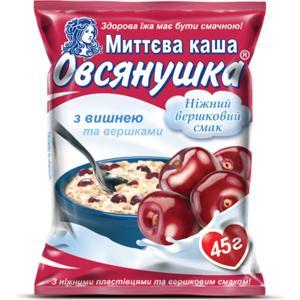 Здорова їжа має бути смачною!
Миттєва каша
Овсянушка®
з вишнею
та вершками
Ніжний
вершковий
смак
45г
З ніжними пластівцями та вершковим смаком!